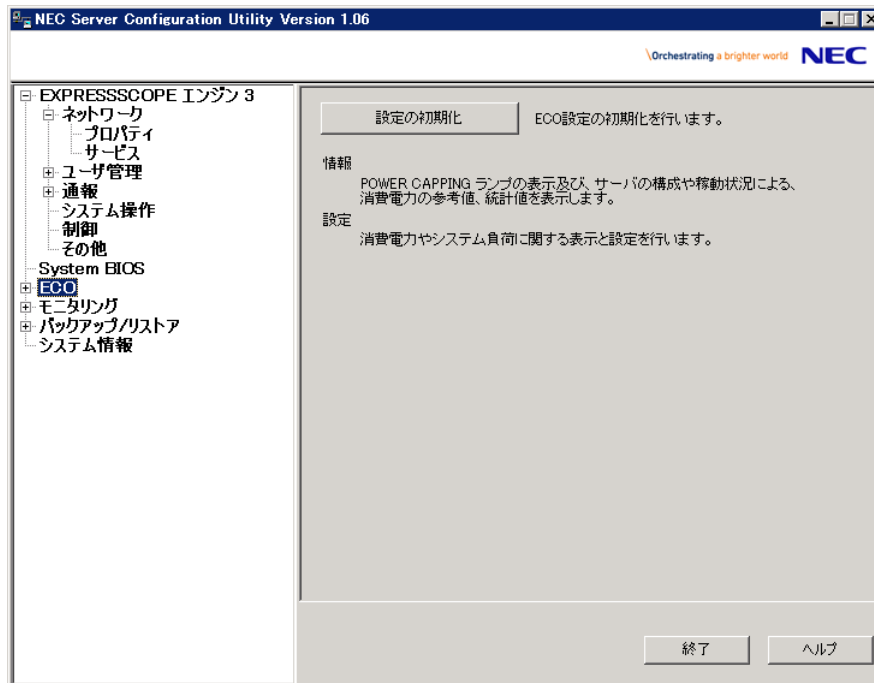 NEC Server Configuration Utility Version 1.06
\Orchestrating a brighter world NEC
EXPRESSSCOPE エンジン 3
ネットワーク
プロパティ
サービス
ユーザ管理
通報
システム操作
制御
その他
System BIOS
ECO
モニタリング
バックアップ/リストア
システム情報
設定の初期化 ECO設定の初期化を行います。
情報
POWER CAPPING ランプの表示及び、サーバの構成や稼動状況による、
消費電力の参考値、統計値を表示します。
設定
消費電力やシステム負荷に関する表示と設定を行います。
終了 ヘルプ